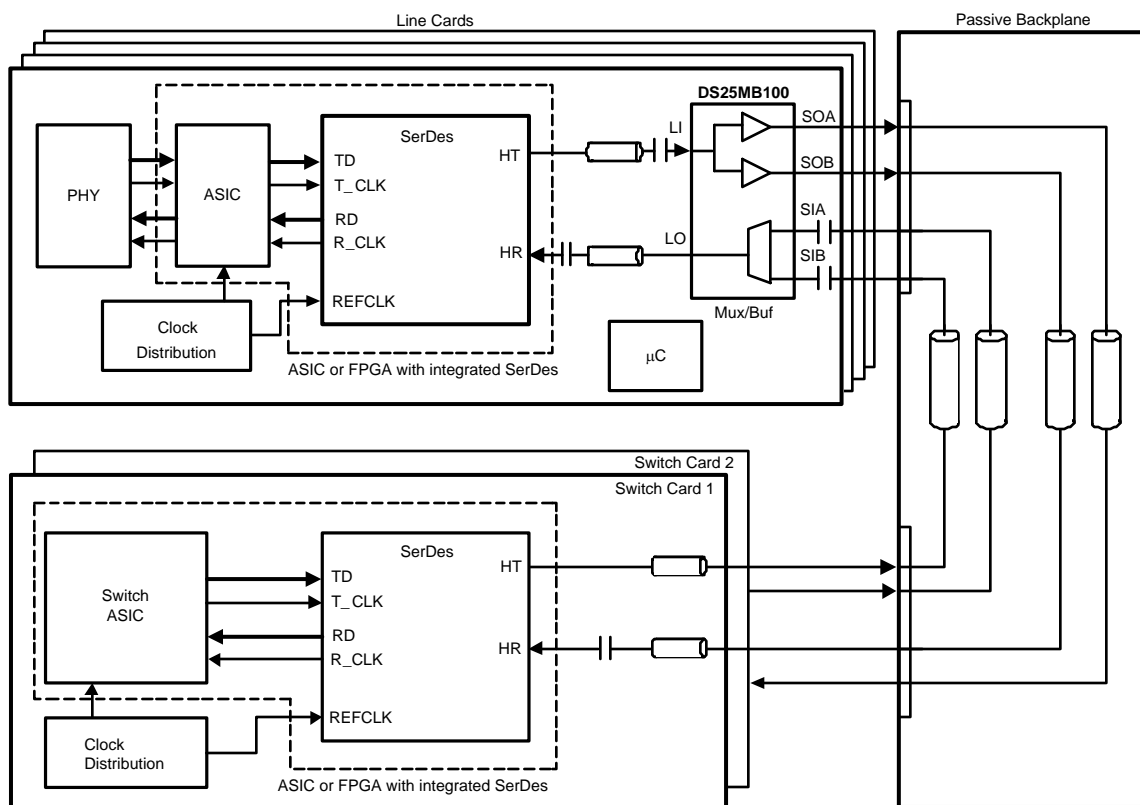 Line Cards
Passive Backplane
DS25MB100
SerDes
PHY
ASIC
TD
T_CLK
RD
R_CLK
REFCLK
HT
HR
LI
LO
SOA
SOB
SIA
SIB
Mux/Buf
Clock
Distribution
ASIC or FPGA with integrated SerDes
μC
Switch Card 2
Switch Card 1
SerDes
Switch
ASIC
TD
T_CLK
RD
R_CLK
REFCLK
HT
HR
Clock
Distribution
ASIC or FPGA with integrated SerDes